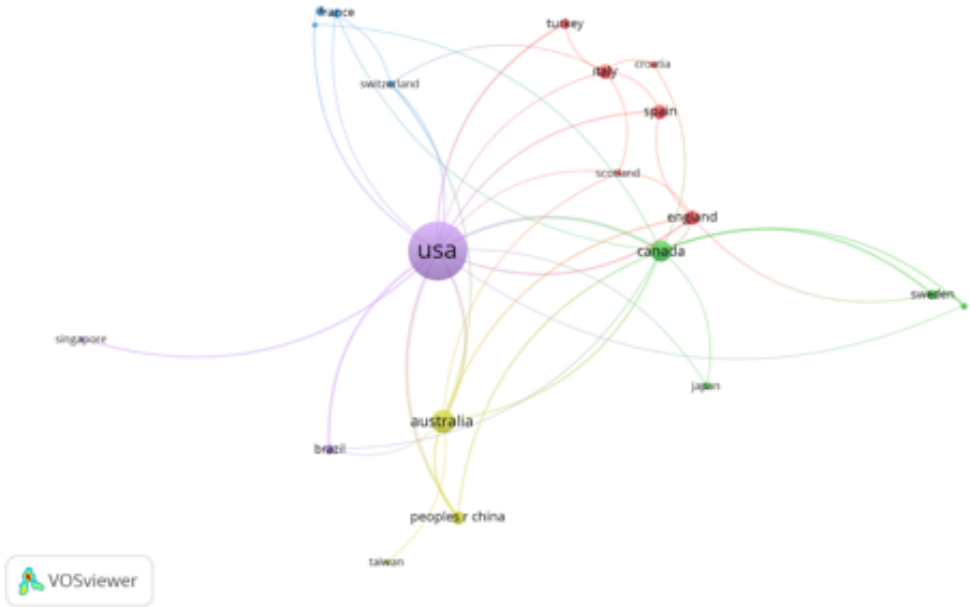 france
turkey
switzerland
italy
croatia
spain
scotland
england
usa
canada
sweden
singapore
japan
australia
brazil
peoples r china
taiwan
VOSviewer